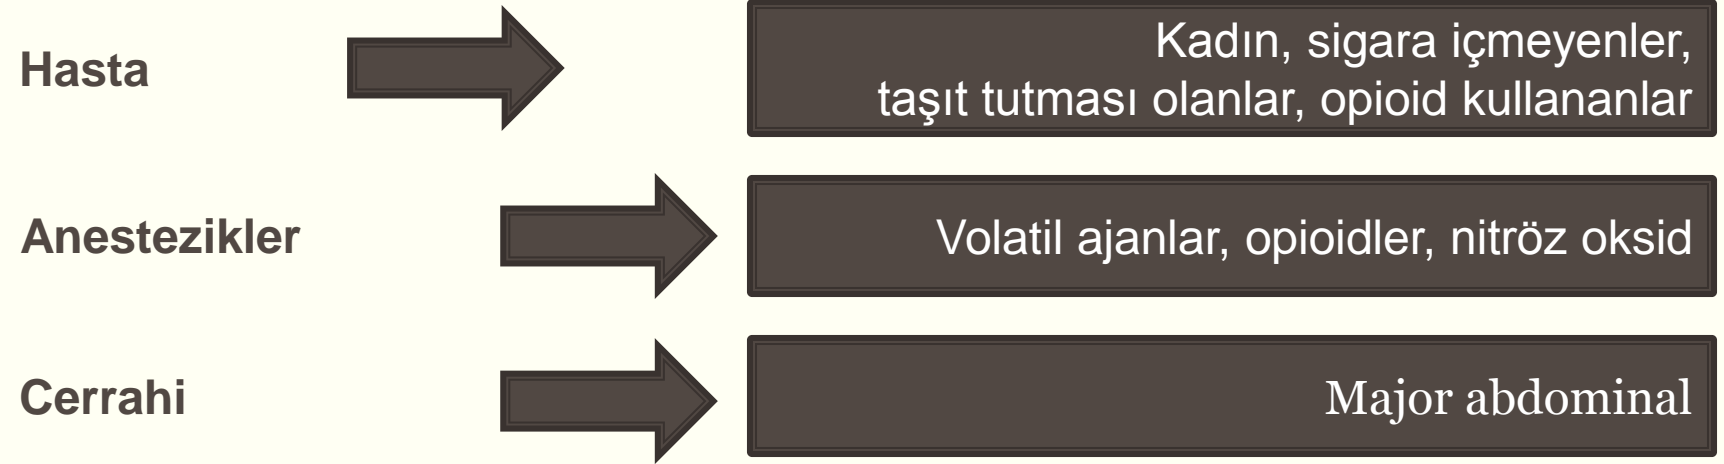 Hasta
Kadın, sigara içmeyenler,
taşıt tutması olanlar, opioid kullananlar
Anestezikler
Volatil ajanlar, opioidler, nitröz oksid
Cerrahi
Major abdominal